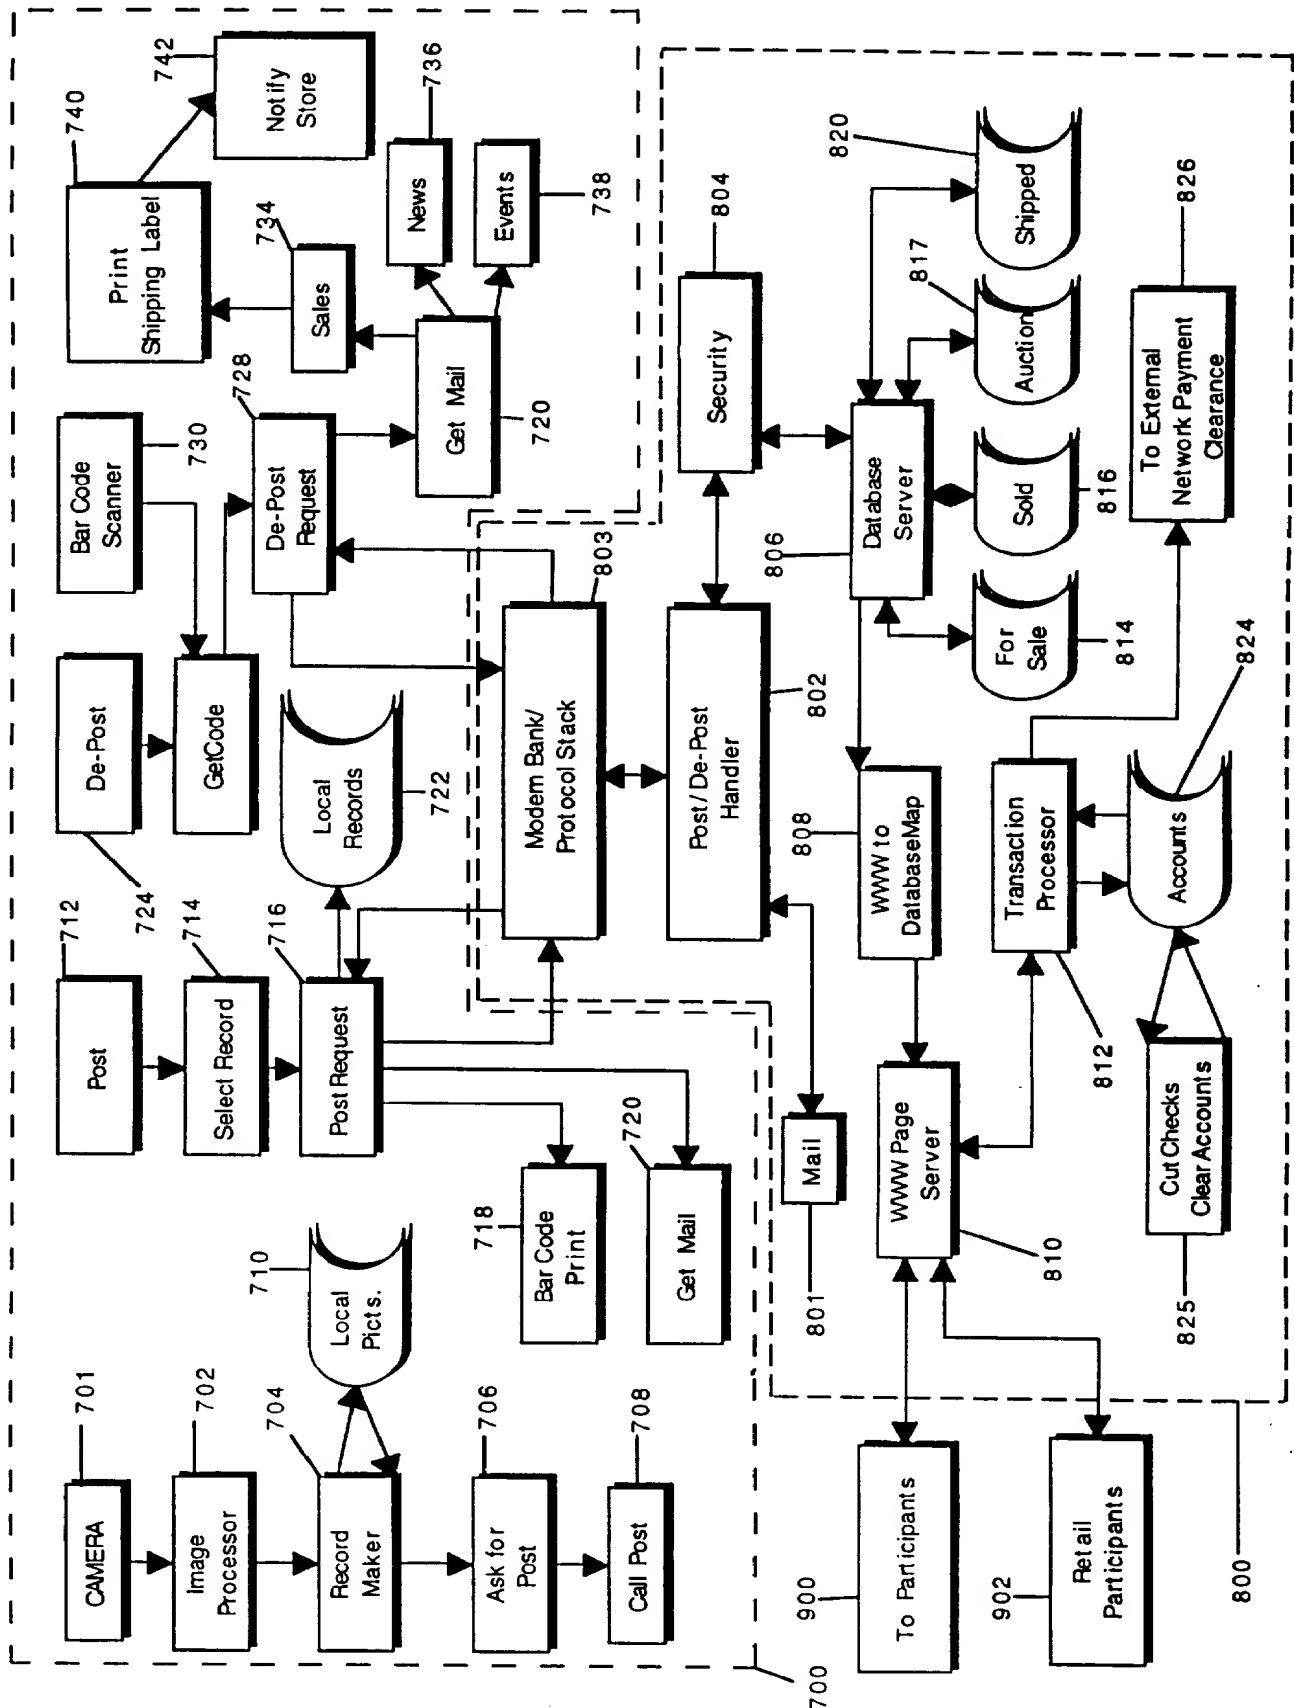 CAMERA
701
Image
Processor
702
Record
Maker
704
Local
Picts.
710
Ask for
Post
706
Call Post
708
Post
712
Select Record
714
Post Request
716
Local
Records
722
Bar Code
Print
718
Get Mail
720
De-Post
724
GetCode
Bar Code
Scanner
730
De-Post
Request
728
Get Mail
720
Sales
734
News
736
Events
738
Print
Shipping Label
740
Notify
Store
742
700
Modem Bank/
Protocol Stack
803
Post/De-Post
Handler
802
Security
804
Mail
801
Database
Server
806
For
Sale
814
Sold
816
Auction
817
Shipped
820
WWW to
DatabaseMap
808
WWW Page
Server
810
Transaction
Processor
812
Accounts
824
Cut Checks
Clear Accounts
825
To External
Network Payment
Clearance
826
To Participants
900
Retail
Participants
902
800